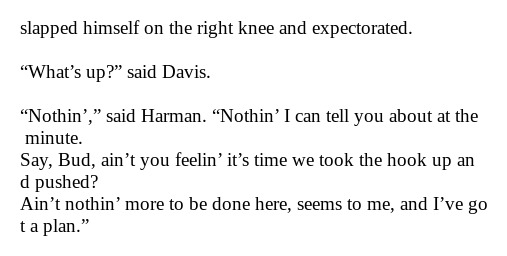 slapped himself on the right knee and expectorated.
“What’s up?” said Davis.
“Nothin’,” said Harman. “Nothin’ I can tell you about at the
minute.
Say, Bud, ain’t you feelin’ it’s time we took the hook up an
d pushed?
Ain’t nothin’ more to be done here, seems to me, and I’ve go
t a plan.”